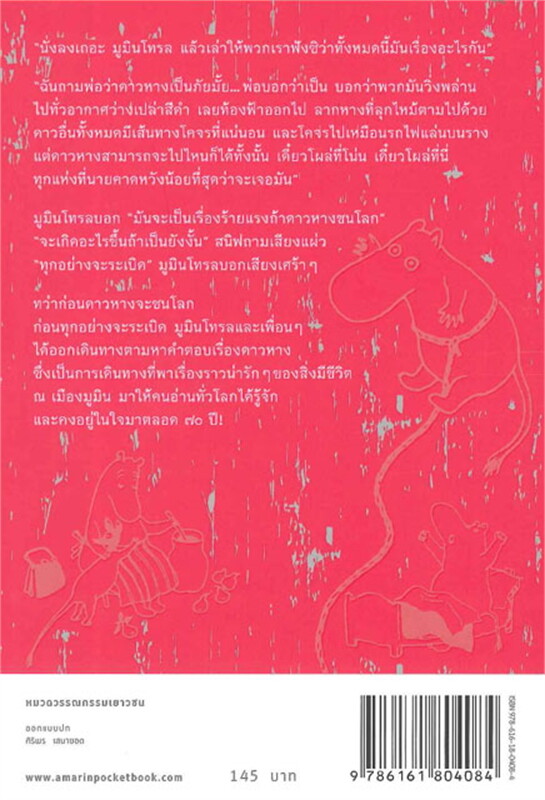 "นั่งลงเถอะ มูมินโทรล แล้วเล่าให้พวกเราฟังซิว่าทั้งหมดนี้มันเรื่องอะไรกัน"
"ฉันถามพ่อว่าดาวหางเป็นภัยมั้ย... พ่อบอกว่าเป็น บอกว่าพวกมันวิ่งพล่าน
ไปทั่วอากาศว่างเปล่าสีดำ เลยท้องฟ้าออกไป ลากหางที่ลุกไหม้ตามไปด้วย
ดาวอื่นทั้งหมดมีเส้นทางโคจรที่แน่นอน และโคจรไปเหมือนรถไฟแล่นบนราง
แต่ดาวหางสามารถจะไปไหนก็ได้ทั้งนั้น เดี๋ยวโผล่ที่โน่น เดี๋ยวโผล่ที่นี่
ทุกแห่งที่นายคาดหวังน้อยที่สุดว่าจะเจอมัน"
มูมินโทรลบอก "มันจะเป็นเรื่องร้ายแรงถ้าดาวหางชนโลก"
"จะเกิดอะไรขึ้นถ้าเป็นยังงั้น" สนิฟถามเสียงแผ่ว
"ทุกอย่างจะระเบิด" มูมินโทรลบอกเสียงเศร้า ๆ
ทว่าก่อนดาวหางจะชนโลก
ก่อนทุกอย่างจะระเบิด มูมินโทรลและเพื่อนๆ
ได้ออกเดินทางตามหาคำตอบเรื่องดาวหาง
ซึ่งเป็นการเดินทางที่พาเรื่องราวน่ารัก ๆ ของสิ่งมีชีวิต
ณ เมืองมูมิน มาให้คนอ่านทั่วโลกได้รู้จัก
และคงอยู่ในใจมาตลอด ๗๐ ปี!
หมวดวรรณกรรมเยาวชน
ออกแบบปก
ศิริพร เสนายอด
www.amarinpocketbook.com
145 บาท
9 786161 804084
ISBN 978-616-18-0408-4